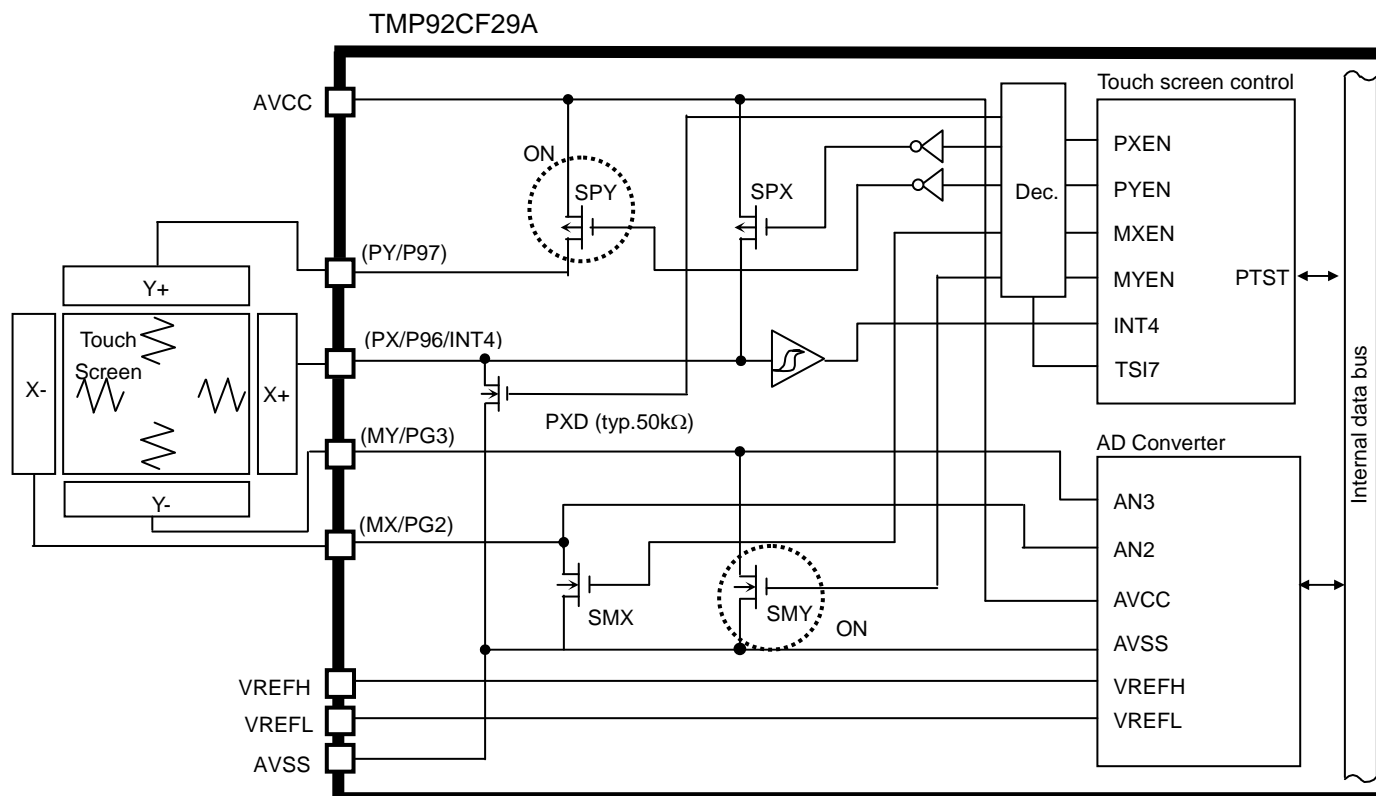 TMP92CF29A
AVCC
ON
SPY
SPX
Dec.
Touch screen control
PXEN
PYEN
MXEN
MYEN
PTST
INT4
TSI7
Internal data bus
(PY/P97)
Y+
Touch
Screen
X-
X+
Y-
(PX/P96/INT4)
PXD (typ.50kΩ)
(MY/PG3)
(MX/PG2)
SMX
SMY
ON
AD Converter
AN3
AN2
AVCC
AVSS
VREFH
VREFL
VREFH
VREFL
AVSS